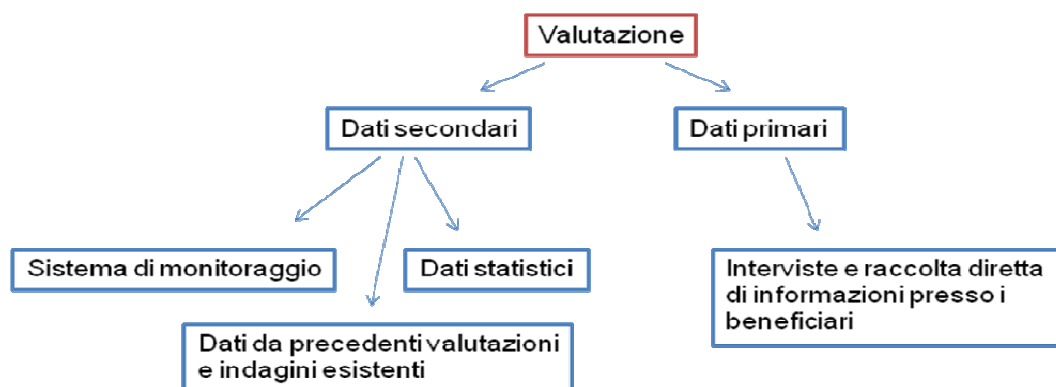 Valutazione
Dati secondari
Dati primari
Sistema di monitoraggio
Dati statistici
Interviste e raccolta diretta
di informazioni presso i
beneficiari
Dati da precedenti valutazioni
e indagini esistenti